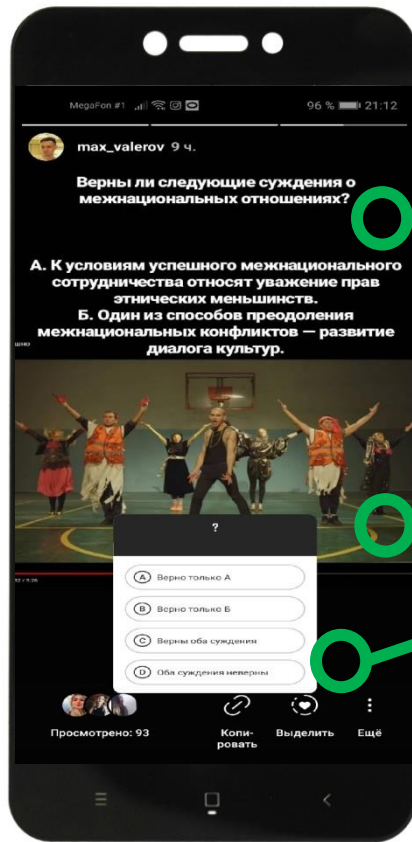 MegaFon #1 96 % 21:12
max_valerov 9 ч.
Верны ли следующие суждения о
межнациональных отношениях?
А. К условиям успешного межнационального
сотрудничества относят уважение прав
этнических меньшинств.
Б. Один из способов преодоления
межнациональных конфликтов — развитие
диалога культур.
?
A Верно только А
B Верно только Б
C Верны оба суждения
D Оба суждения неверны
Просмотрено: 93 Копи- Выделить Ещё
ровать